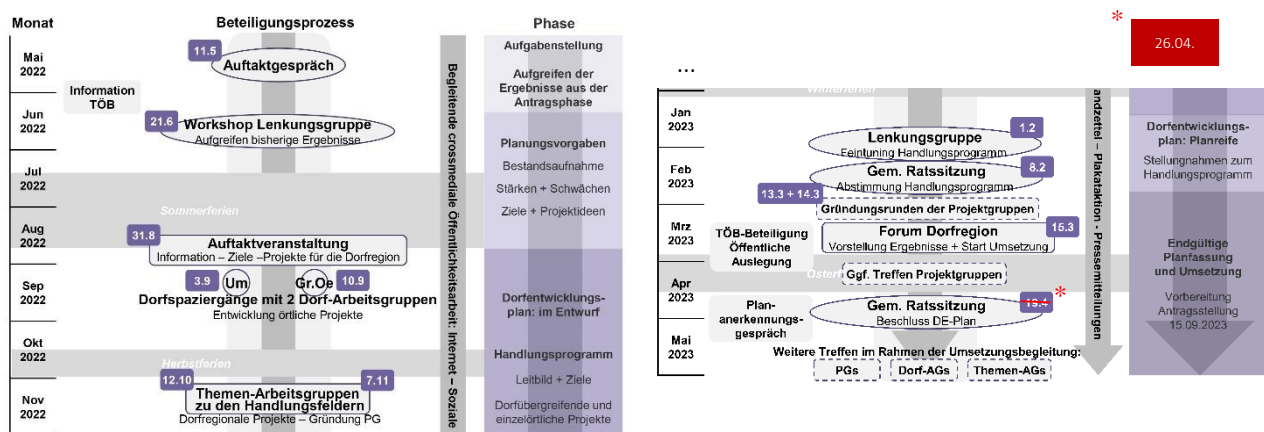 Monat
Beteiligungsprozess
Phase
Mai
2022
11.5
Auftaktgespräch
Information
TÖB
Aufgabenstellung
Aufgreifen der
Ergebnisse aus der
Antragsphase
Jun
2022
21.6
Workshop Lenkungsgruppe
Aufgreifen bisherige Ergebnisse
Planungsvorgaben
Bestandsaufnahme
Stärken + Schwächen
Ziele + Projektideen
Jul
2022
Sommerferien
Aug
2022
31.8
Auftaktveranstaltung
Information – Ziele –Projekte für die Dorfregion
Sep
2022
3.9
Um
Gr.Oe
10.9
Dorfspaziergänge mit 2 Dorf-Arbeitsgruppen
Entwicklung örtliche Projekte
Dorfentwicklungs-
plan: im Entwurf
Okt
2022
Herbstferien
Handlungsprogramm
Leitbild + Ziele
Dorfübergreifende und
einzelörtliche Projekte
12.10
7.11
Nov
2022
Themen-Arbeitsgruppen
zu den Handlungsfeldern
Dorfregionale Projekte – Gründung PG
Begleitende crossmediale Öffentlichkeitsarbeit: Internet – Soziale
*
26.04.
...
Winterferien
Jan
2023
1.2
Lenkungsgruppe
Feintuning Handlungsprogramm
Dorfentwicklungs-
plan: Planreife
Stellungnahmen zum
Handlungsprogramm
Feb
2023
8.2
Gem. Ratssitzung
Abstimmung Handlungsprogramm
13.3 + 14.3
Gründungsrunden der Projektgruppen
Mrz
2023
TÖB-Beteiligung
Öffentliche
Auslegung
15.3
Forum Dorfregion
Vorstellung Ergebnisse + Start Umsetzung
Endgültige
Planfassung
und Umsetzung
Vorbereitung
Antragsstellung
15.09.2023
Osterf
Ggf. Treffen Projektgruppen
Apr
2023
Plan-
anerkennungs-
gespräch
19.4
*
Gem. Ratssitzung
Beschluss DE-Plan
Mai
2023
Weitere Treffen im Rahmen der Umsetzungsbegleitung:
PGs
Dorf-AGs
Themen-AGs
andzettel – Plakataktion - Pressemitteilungen